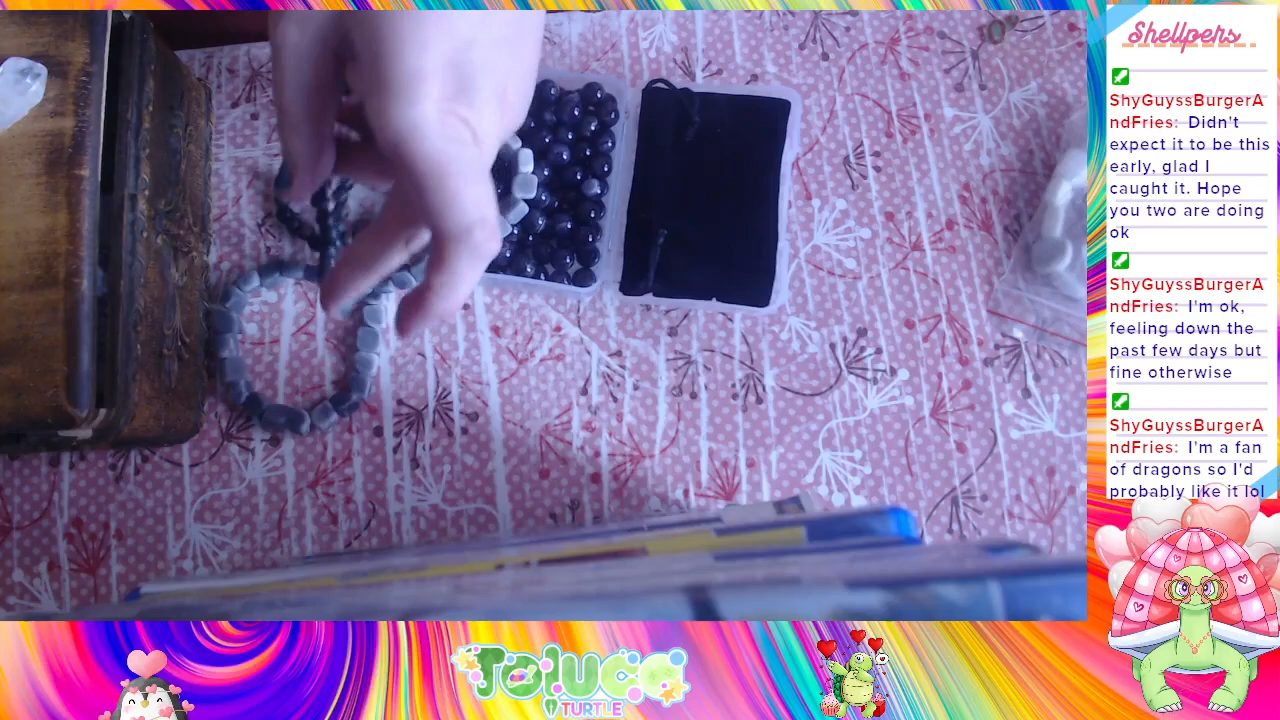 Shellpers
ShyGuyssBurgerA
ndFries: Didn't
expect it to be this
early, glad I
caught it. Hope
you two are doing
ok
ShyGuyssBurgerA
ndFries: I'm ok,
feeling down the
past few days but
fine otherwise
ShyGuyssBurgerA
ndFries: I'm a fan
of dragons so I'd
probably like it lol
Toluca
TURTLE